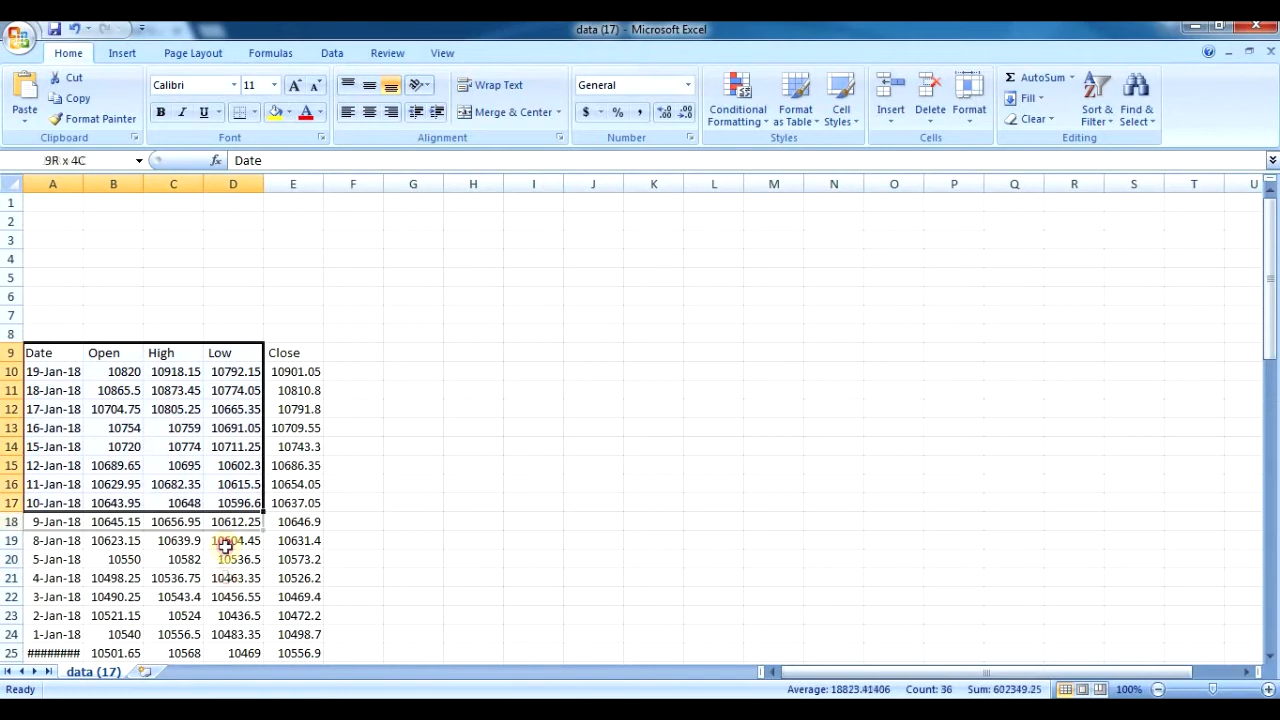 data (17) - Microsoft Excel
Home Insert Page Layout Formulas Data Review View
Paste
Cut
Copy
Format Painter
Clipboard
Calibri 11
B I U
Font
Wrap Text
Merge & Center
Alignment
General
$ % ,
Number
Conditional Formatting
Format as Table
Cell Styles
Styles
Insert
Delete
Format
Cells
AutoSum
Fill
Clear
Sort & Filter
Find & Select
Editing
9R x 4C fx Date
A B C D E F G H I J K L M N O P Q R S T U
1
2
3
4
5
6
7
8
9 Date Open High Low Close
10 19-Jan-18 10820 10918.15 10792.15 10901.05
11 18-Jan-18 10865.5 10873.45 10774.05 10810.8
12 17-Jan-18 10704.75 10805.25 10665.35 10791.8
13 16-Jan-18 10754 10759 10691.05 10709.55
14 15-Jan-18 10720 10774 10711.25 10743.3
15 12-Jan-18 10689.65 10695 10602.3 10686.35
16 11-Jan-18 10629.95 10682.35 10615.5 10654.05
17 10-Jan-18 10643.95 10648 10596.6 10637.05
18 9-Jan-18 10645.15 10656.95 10612.25 10646.9
19 8-Jan-18 10623.15 10639.9 10604.45 10631.4
20 5-Jan-18 10550 10582 10536.5 10573.2
21 4-Jan-18 10498.25 10536.75 10463.35 10526.2
22 3-Jan-18 10490.25 10543.4 10456.55 10469.4
23 2-Jan-18 10521.15 10524 10436.5 10472.2
24 1-Jan-18 10540 10556.5 10483.35 10498.7
25 ######## 10501.65 10568 10469 10556.9
data (17)
Ready Average: 18823.41406 Count: 36 Sum: 602349.25 100%